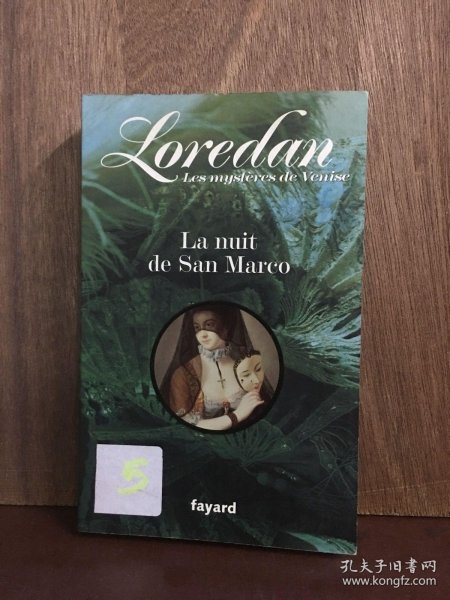 Loredan
Les mystères de Venise
La nuit
de San Marco
5
fayard
孔夫子旧书网
www.kongfz.com